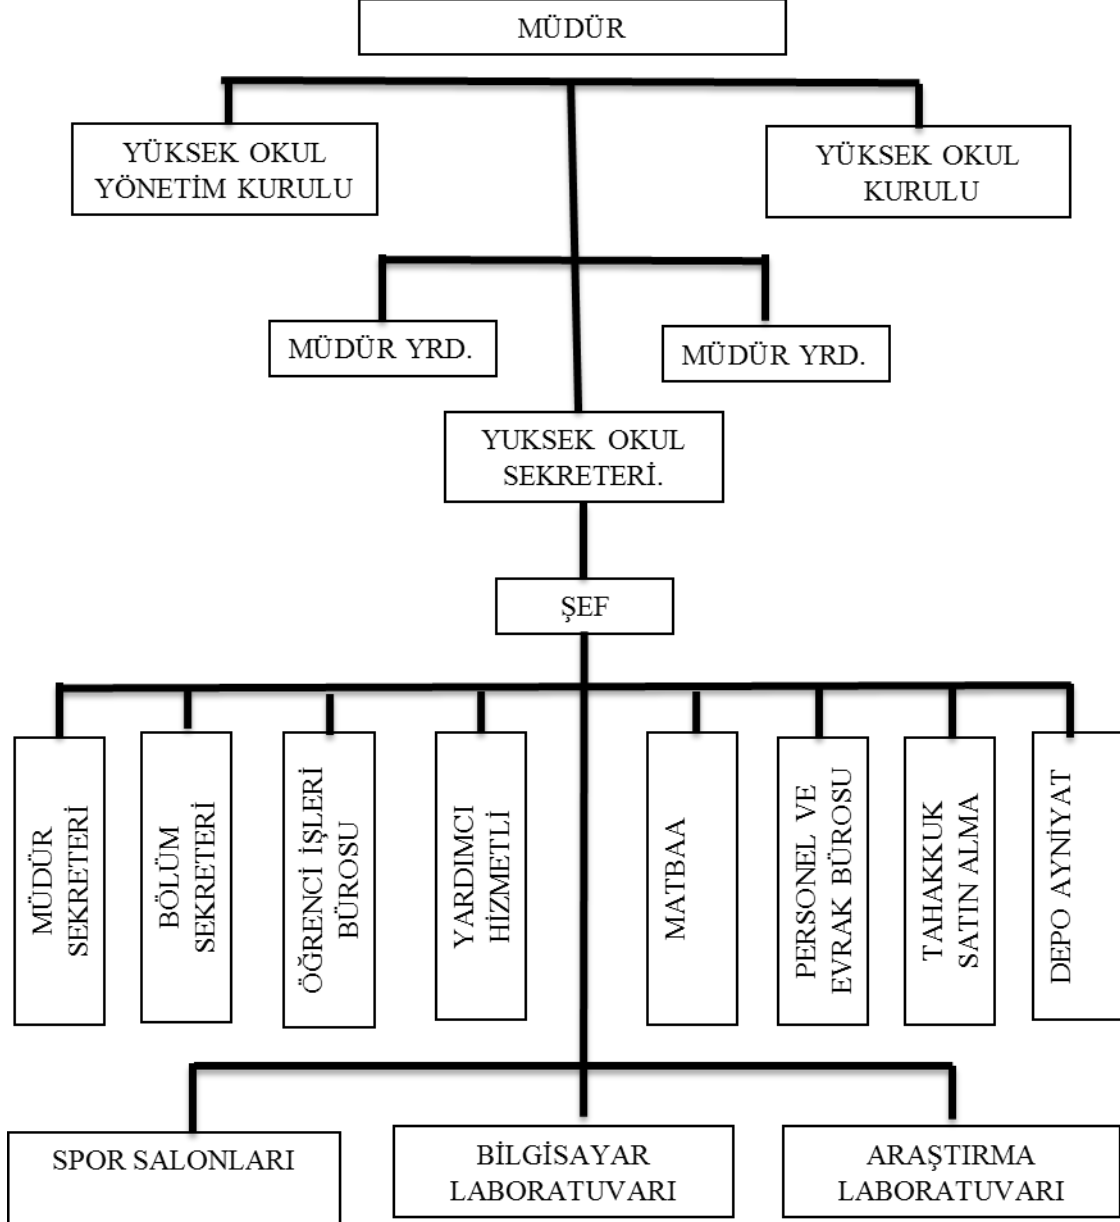 MÜDÜR
YÜKSEK OKUL
YÖNETİM KURULU
YÜKSEK OKUL
KURULU
MÜDÜR YRD.
MÜDÜR YRD.
YUKSEK OKUL
SEKRETERİ.
ŞEF
MÜDÜR
SEKRETERİ
BÖLÜM
SEKRETERİ
ÖĞRENCİ İŞLERİ
BÜROSU
YARDIMCI
HİZMETLİ
MATBAA
PERSONEL VE
EVRAK BÜROSU
TAHAKKUK
SATIN ALMA
DEPO AYNİYAT
SPOR SALONLARI
BİLGİSAYAR
LABORATUVARI
ARAŞTIRMA
LABORATUVARI